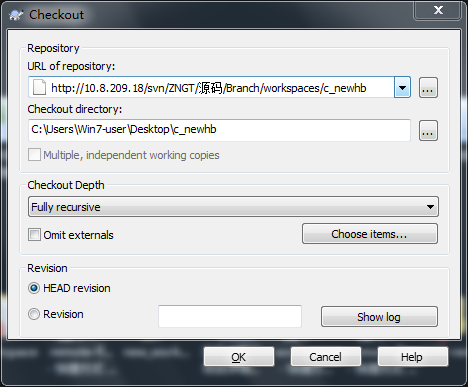 Checkout
Repository
URL of repository:
http://10.8.209.18/svn/ZNGT/源码/Branch/workspaces/c_newhb
...
Checkout directory:
C:\Users\Win7-user\Desktop\c_newhb
...
Multiple, independent working copies
Checkout Depth
Fully recursive
Omit externals
Choose items...
Revision
HEAD revision
Revision
Show log
OK
Cancel
Help